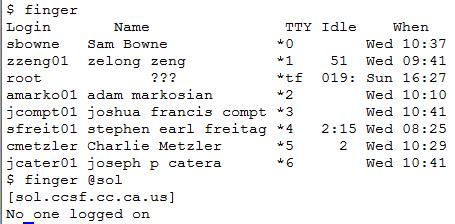 $ finger
Login       Name               TTY Idle    When
sbowne   Sam Bowne             *0          Wed 10:37
zzeng01  zelong zeng           *1     51   Wed 09:41
root             ???           *tf  019: Sun 16:27
amarko01 adam markosian        *2          Wed 10:10
jcompt01 joshua francis compt *3          Wed 10:41
sfreit01 stephen earl freitag *4   2:15 Wed 08:25
cmetzler Charlie Metzler       *5      2   Wed 10:29
jcater01 joseph p catera       *6          Wed 10:41
$ finger @sol
[sol.ccsf.cc.ca.us]
No one logged on